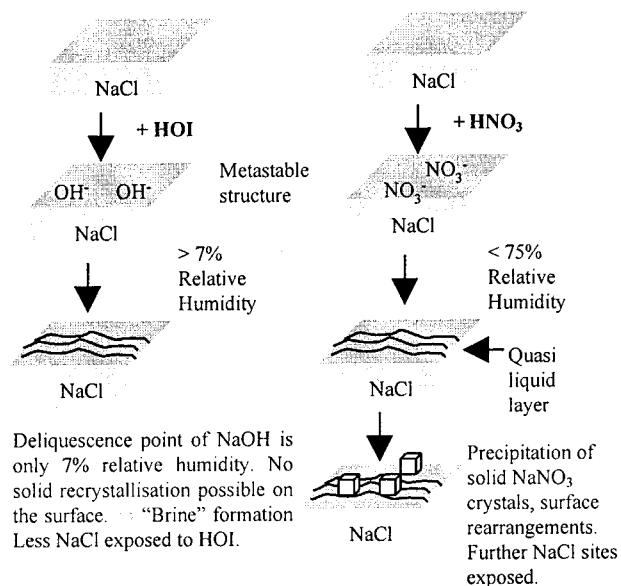 NaCl
+ HOI
OH⁻ OH⁻
NaCl
> 7%
Relative
Humidity
NaCl
Deliquescence point of NaOH is
only 7% relative humidity. No
solid recrystallisation possible on
the surface. “Brine” formation
Less NaCl exposed to HOI.
Metastable
structure
NaCl
+ HNO₃
NO₃⁻
NO₃⁻
NaCl
< 75%
Relative
Humidity
Quasi
liquid
layer
NaCl
Precipitation of
solid NaNO₃
crystals, surface
rearrangements.
Further NaCl sites
exposed.
NaCl